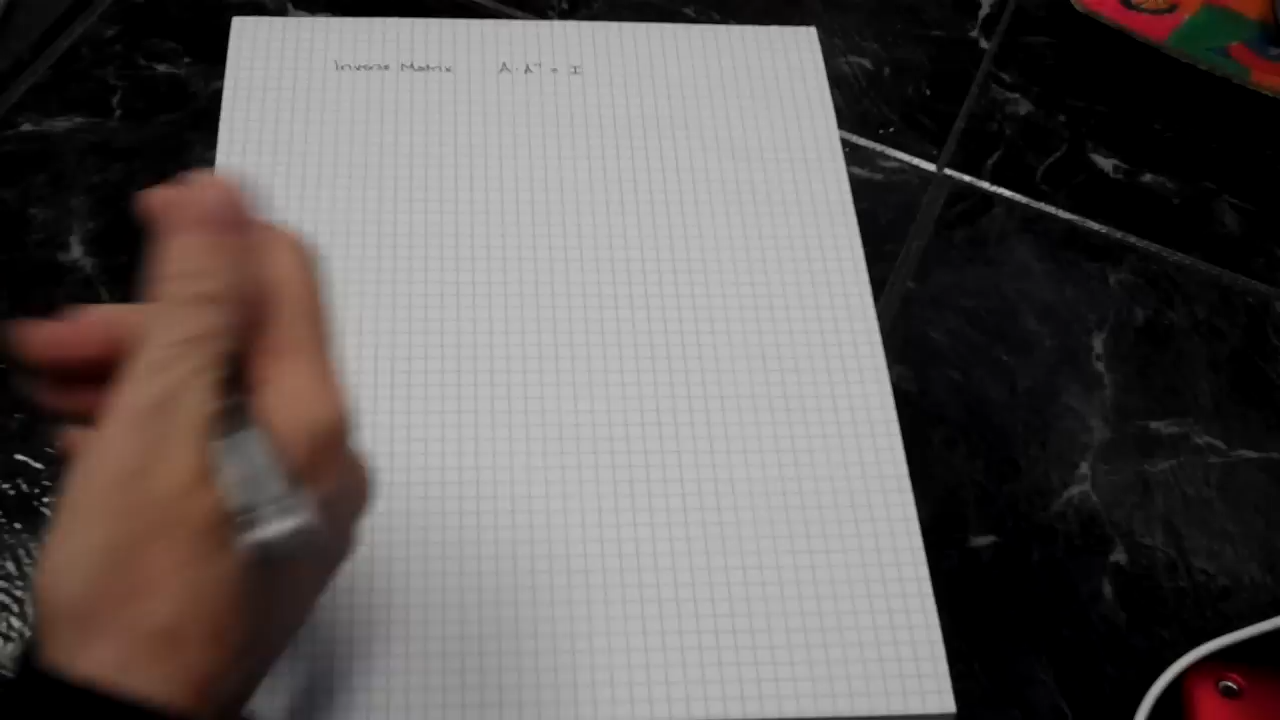 Inverse Matrix A · A⁻¹ = I